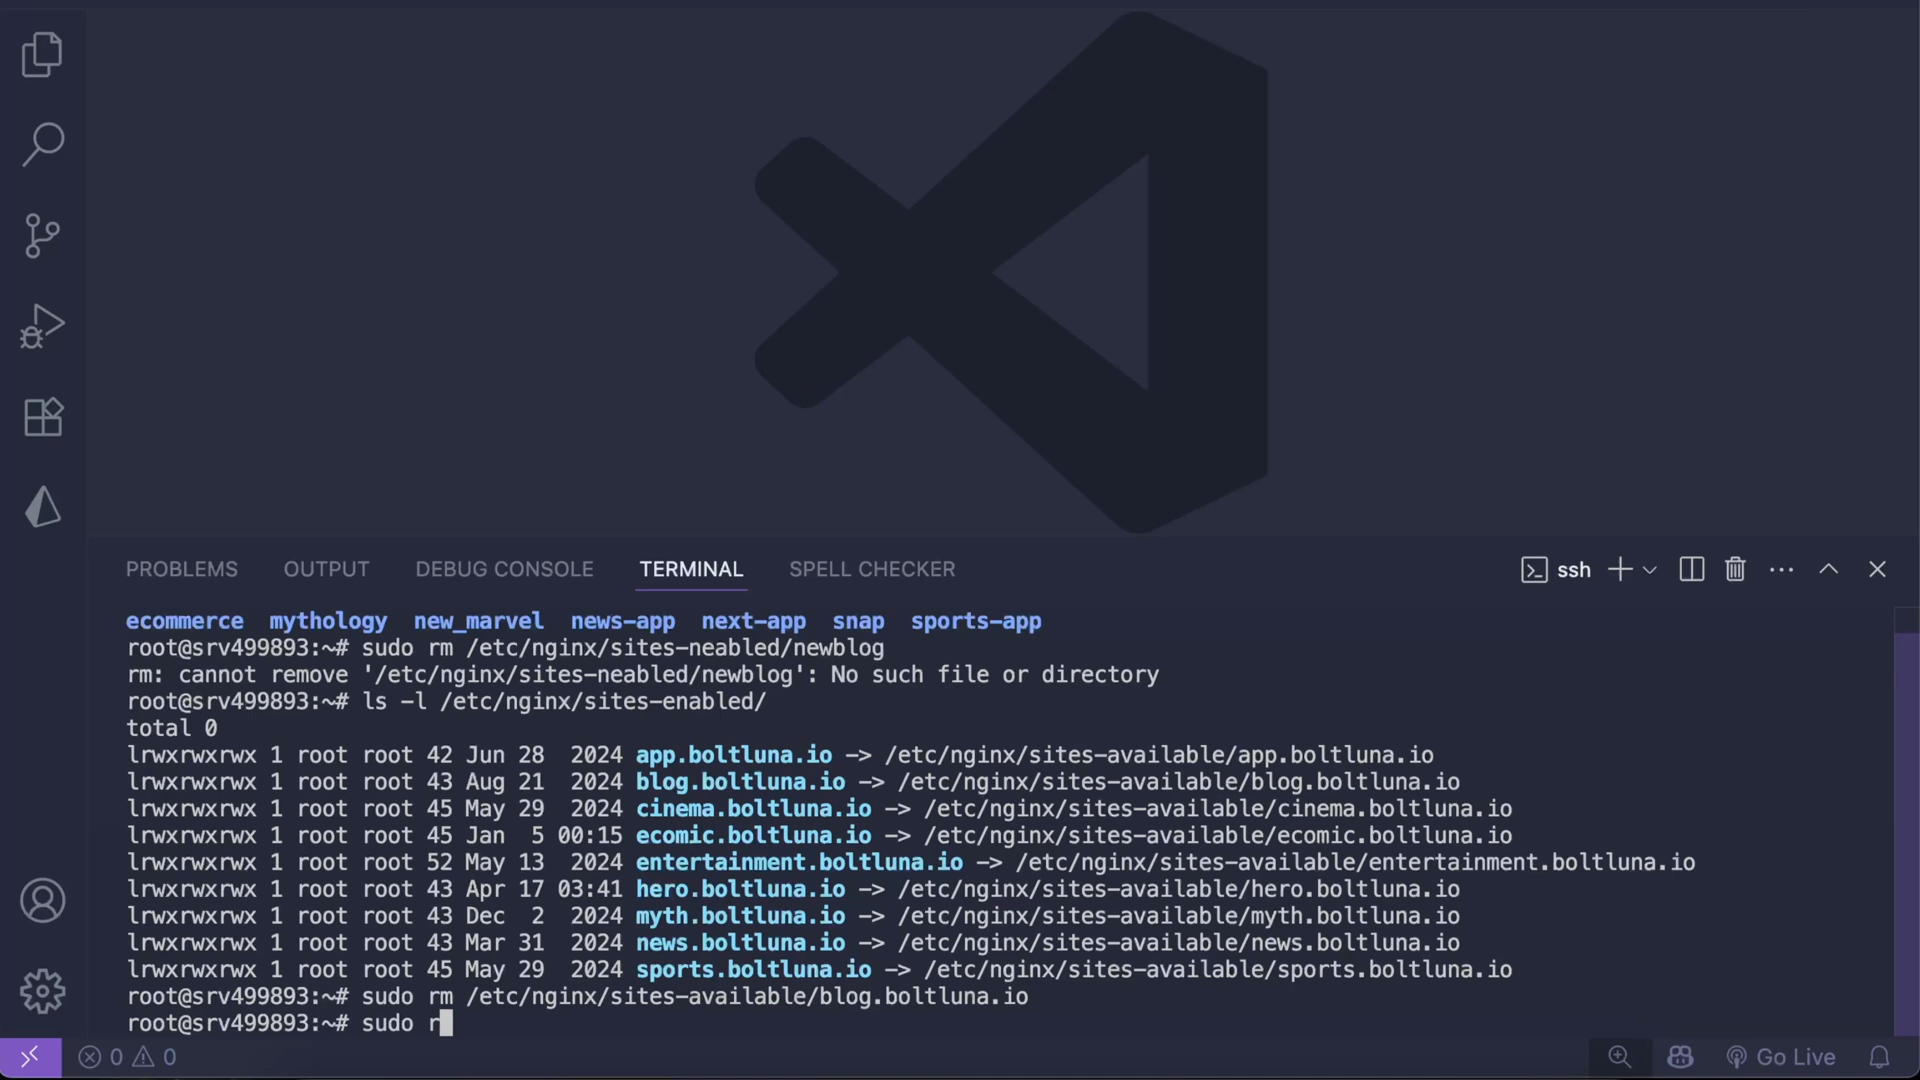 PROBLEMS OUTPUT DEBUG CONSOLE TERMINAL SPELL CHECKER ssh
ecommerce mythology new_marvel news-app next-app snap sports-app
root@srv499893:~# sudo rm /etc/nginx/sites-neabled/newblog
rm: cannot remove '/etc/nginx/sites-neabled/newblog': No such file or directory
root@srv499893:~# ls -l /etc/nginx/sites-enabled/
total 0
lrwxrwxrwx 1 root root 42 Jun 28  2024 app.boltluna.io -> /etc/nginx/sites-available/app.boltluna.io
lrwxrwxrwx 1 root root 43 Aug 21  2024 blog.boltluna.io -> /etc/nginx/sites-available/blog.boltluna.io
lrwxrwxrwx 1 root root 45 May 29  2024 cinema.boltluna.io -> /etc/nginx/sites-available/cinema.boltluna.io
lrwxrwxrwx 1 root root 45 Jan  5 00:15 ecomic.boltluna.io -> /etc/nginx/sites-available/ecomic.boltluna.io
lrwxrwxrwx 1 root root 52 May 13  2024 entertainment.boltluna.io -> /etc/nginx/sites-available/entertainment.boltluna.io
lrwxrwxrwx 1 root root 43 Apr 17 03:41 hero.boltluna.io -> /etc/nginx/sites-available/hero.boltluna.io
lrwxrwxrwx 1 root root 43 Dec  2  2024 myth.boltluna.io -> /etc/nginx/sites-available/myth.boltluna.io
lrwxrwxrwx 1 root root 43 Mar 31  2024 news.boltluna.io -> /etc/nginx/sites-available/news.boltluna.io
lrwxrwxrwx 1 root root 45 May 29  2024 sports.boltluna.io -> /etc/nginx/sites-available/sports.boltluna.io
root@srv499893:~# sudo rm /etc/nginx/sites-available/blog.boltluna.io
root@srv499893:~# sudo r
0 0 Go Live